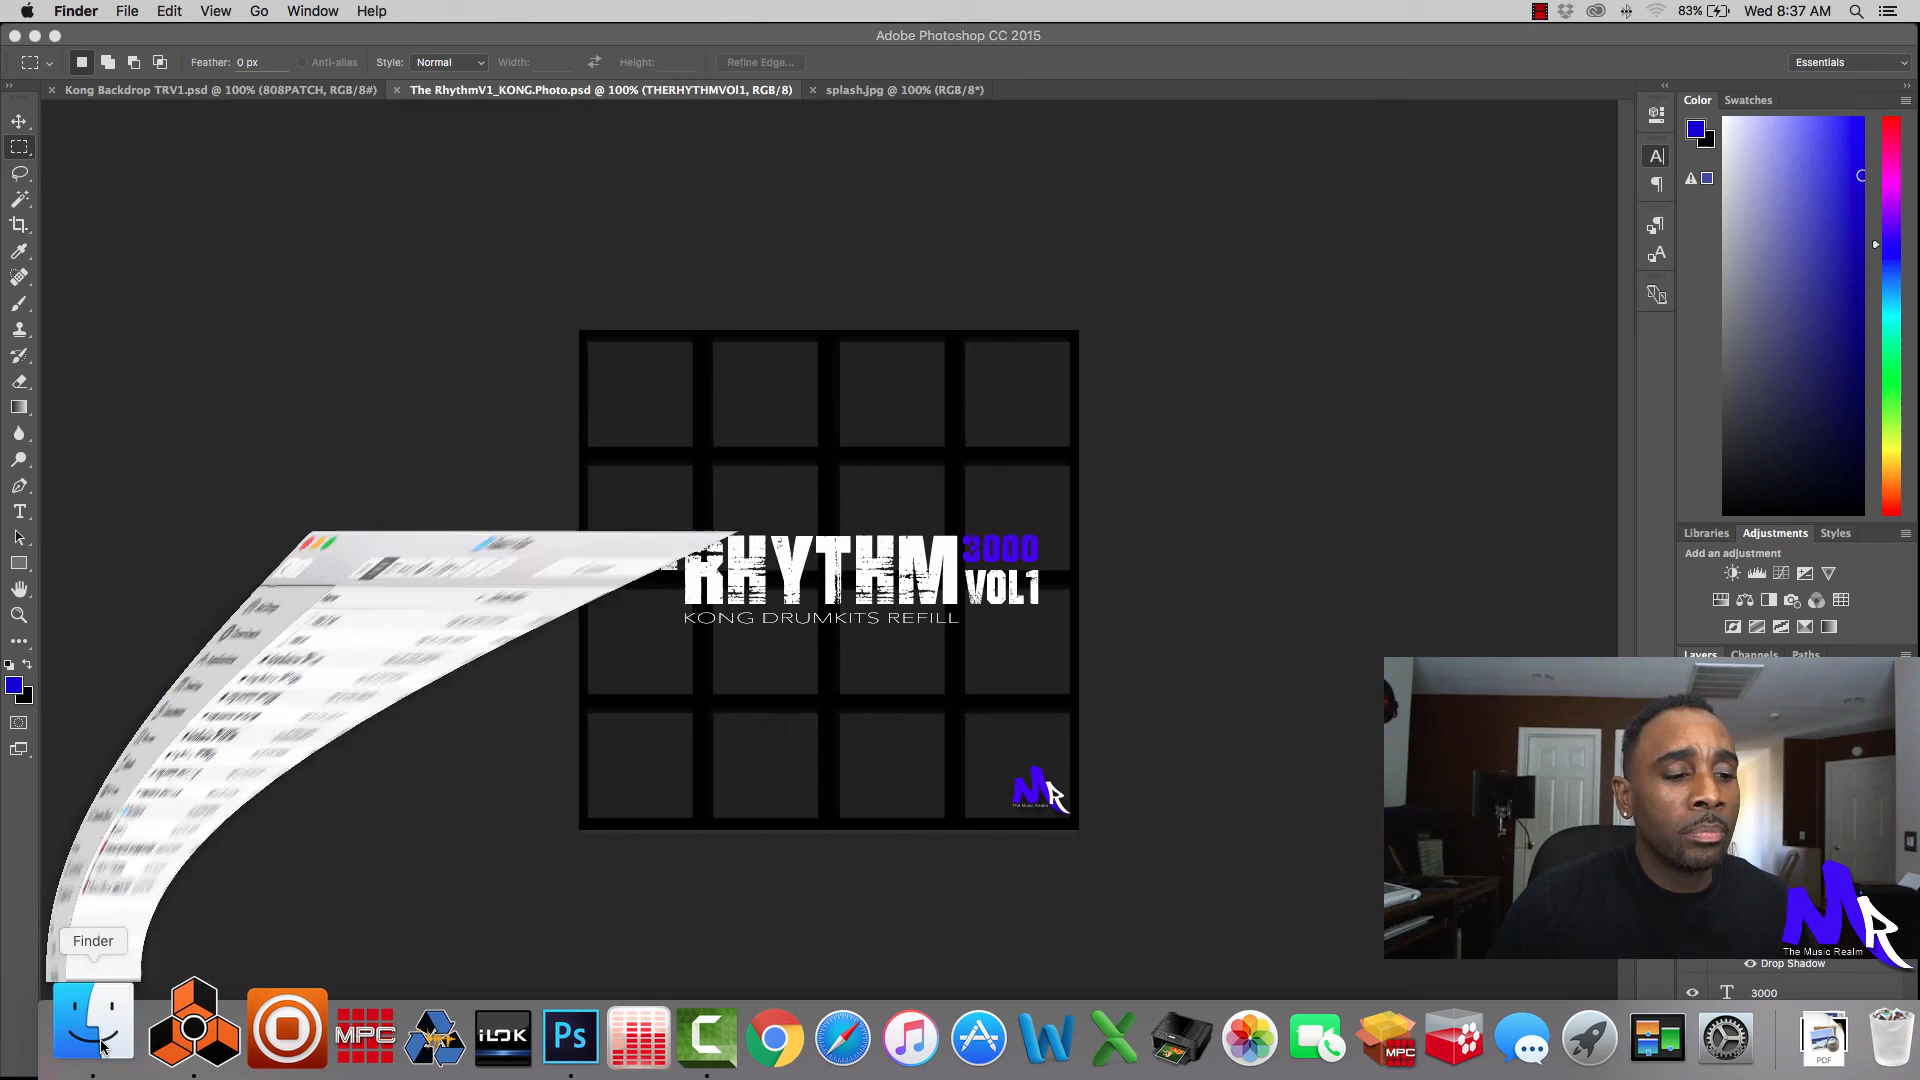 Finder File Edit View Go Window Help 83% Wed 8:37 AM
Adobe Photoshop CC 2015
Feather: 0 px Anti-alias Style: Normal Width: Height: Refine Edge... Essentials
Kong Backdrop TRV1.psd @ 100% (808PATCH, RGB/8#) The RhythmV1_KONG.Photo.psd @ 100% (THERHYTHMVOl1, RGB/8) splash.jpg @ 100% (RGB/8*)
Color Swatches
Libraries Adjustments Styles
Add an adjustment
RHYTHM 3000
VOL1
KONG DRUMKITS REFILL
Layers Channels Paths
MR
The Music Realm
Drop Shadow
T 3000
Finder
MPC
iLOK
Ps
C
W
X
MPC
PDF